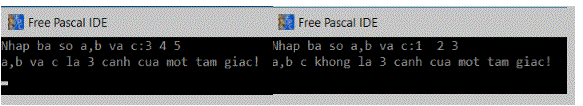 Free Pascal IDE
Nhap ba so a,b va c:3 4 5
a,b va c la 3 canh cua mot tam giac!
Free Pascal IDE
Nhap ba so a,b va c:1  2 3
a,b c khong la 3 canh cua mot tam giac!